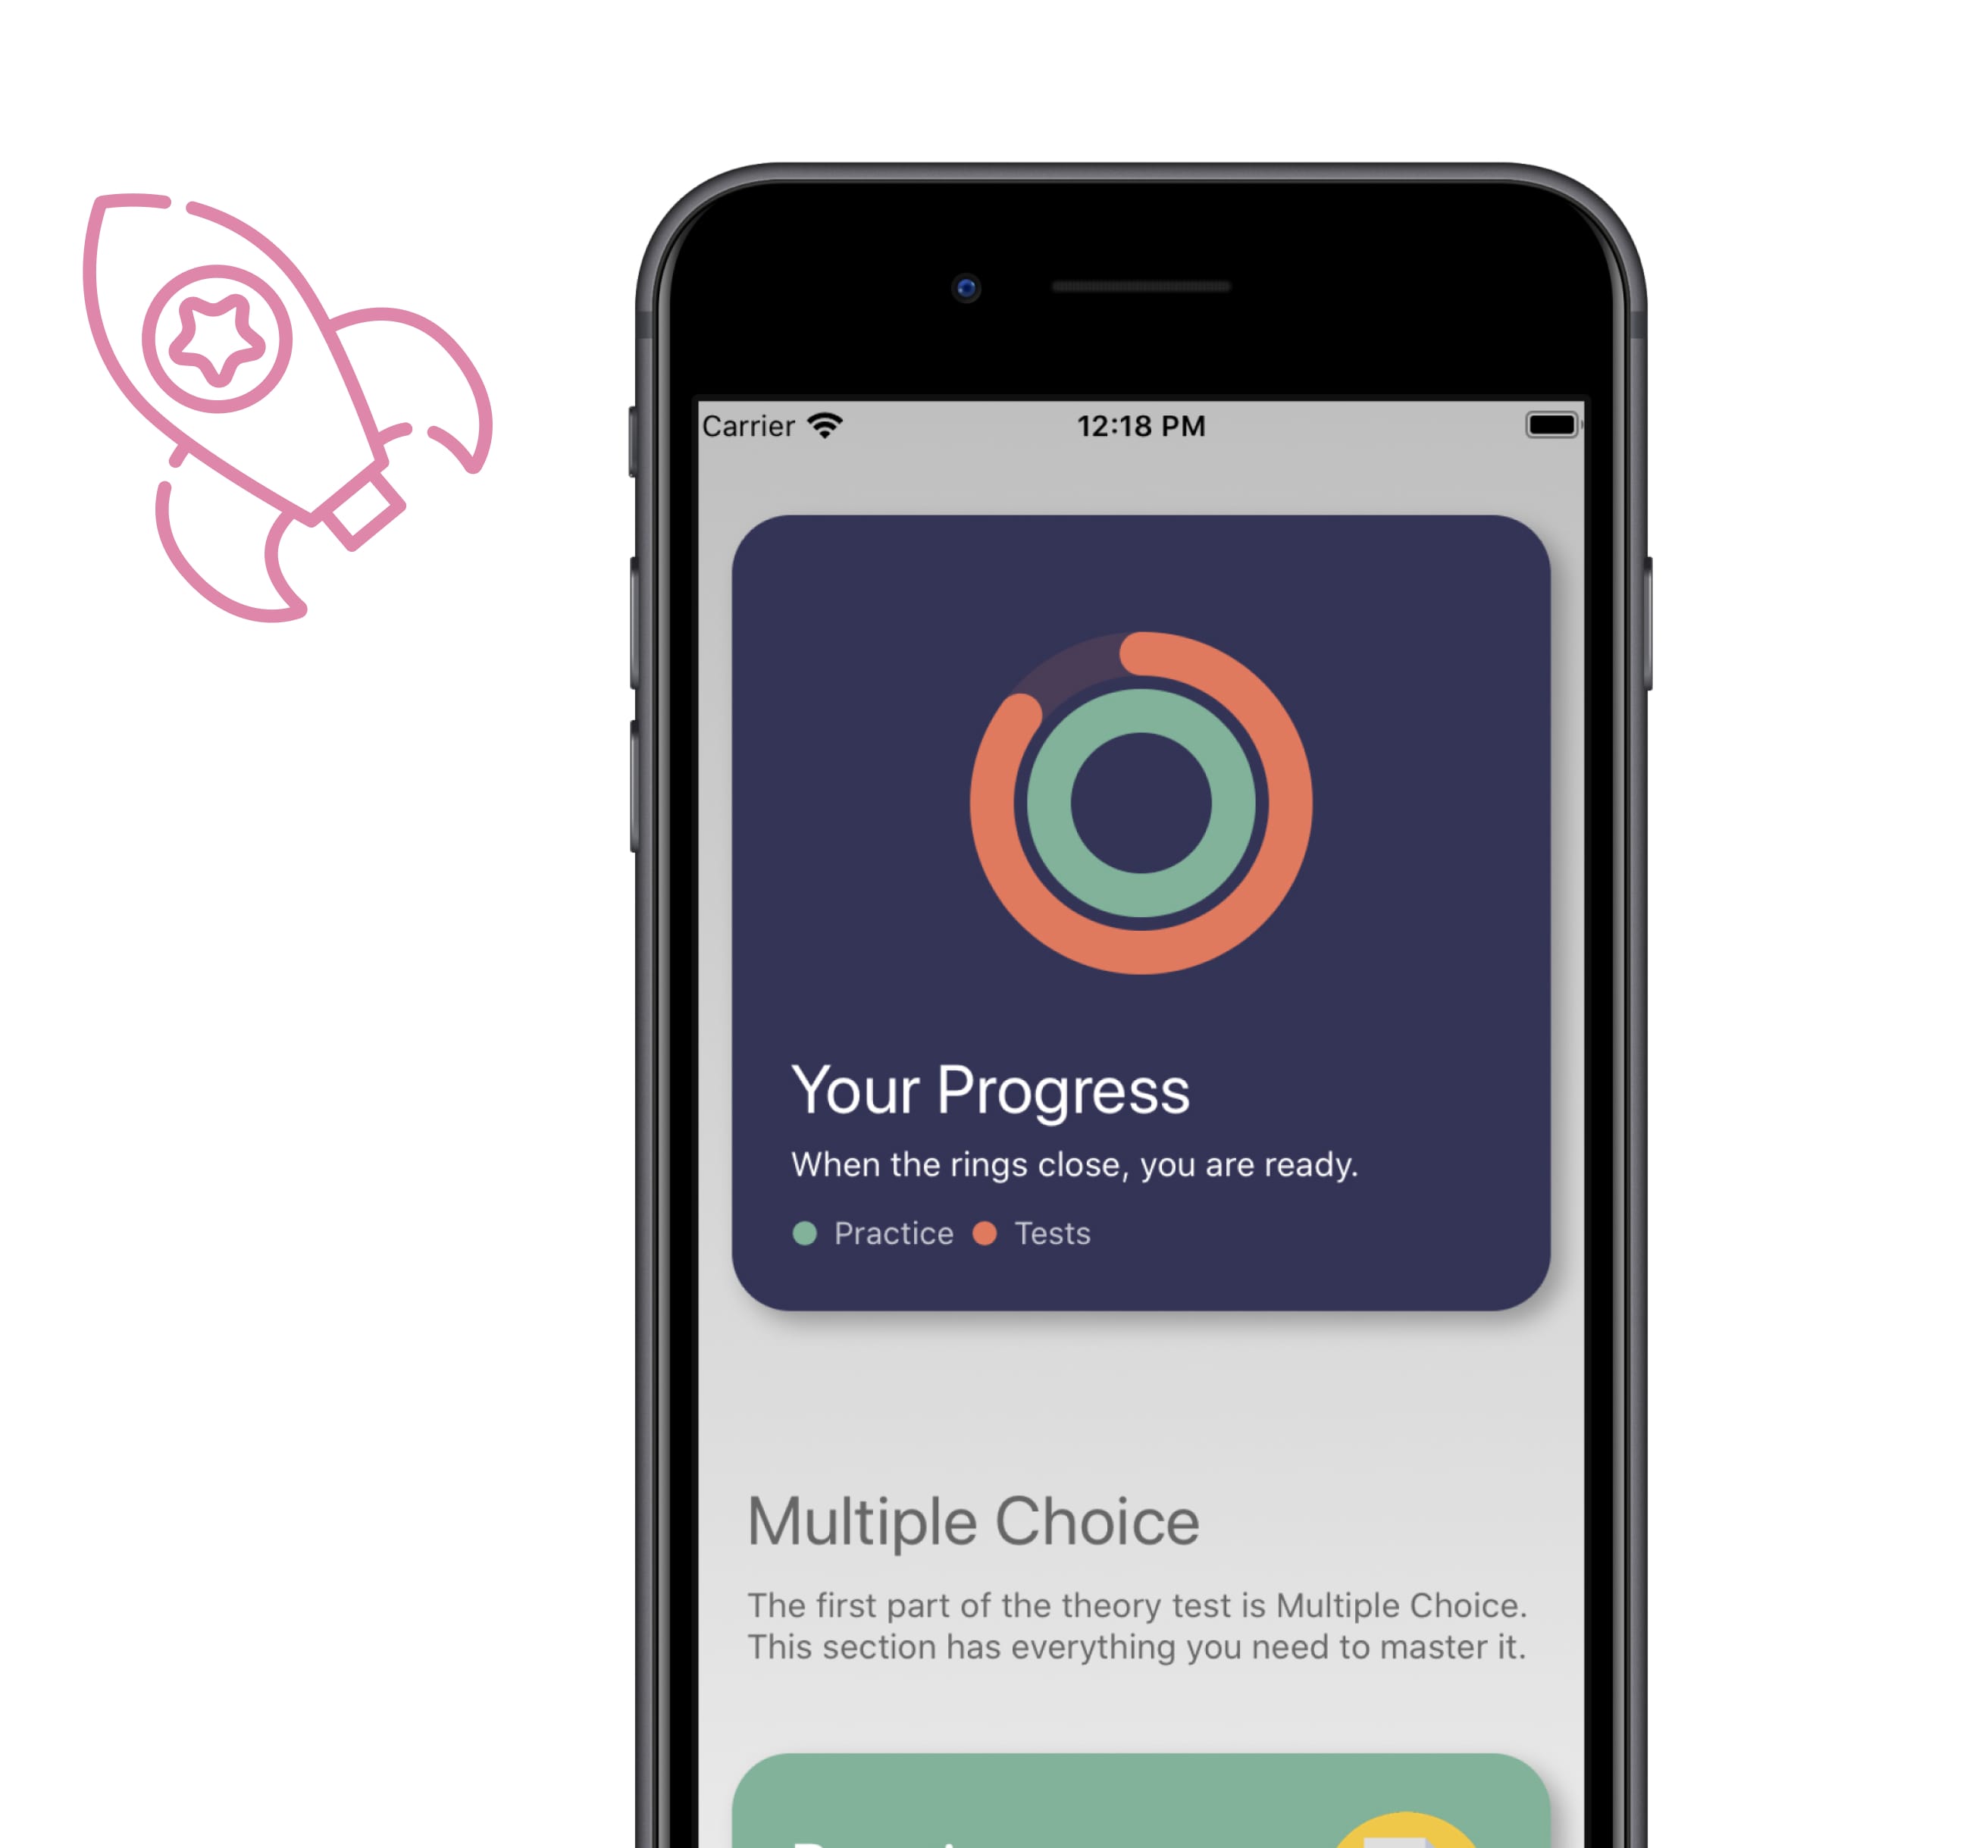 Carrier 12:18 PM
Your Progress
When the rings close, you are ready.
Practice Tests
Multiple Choice
The first part of the theory test is Multiple Choice.
This section has everything you need to master it.